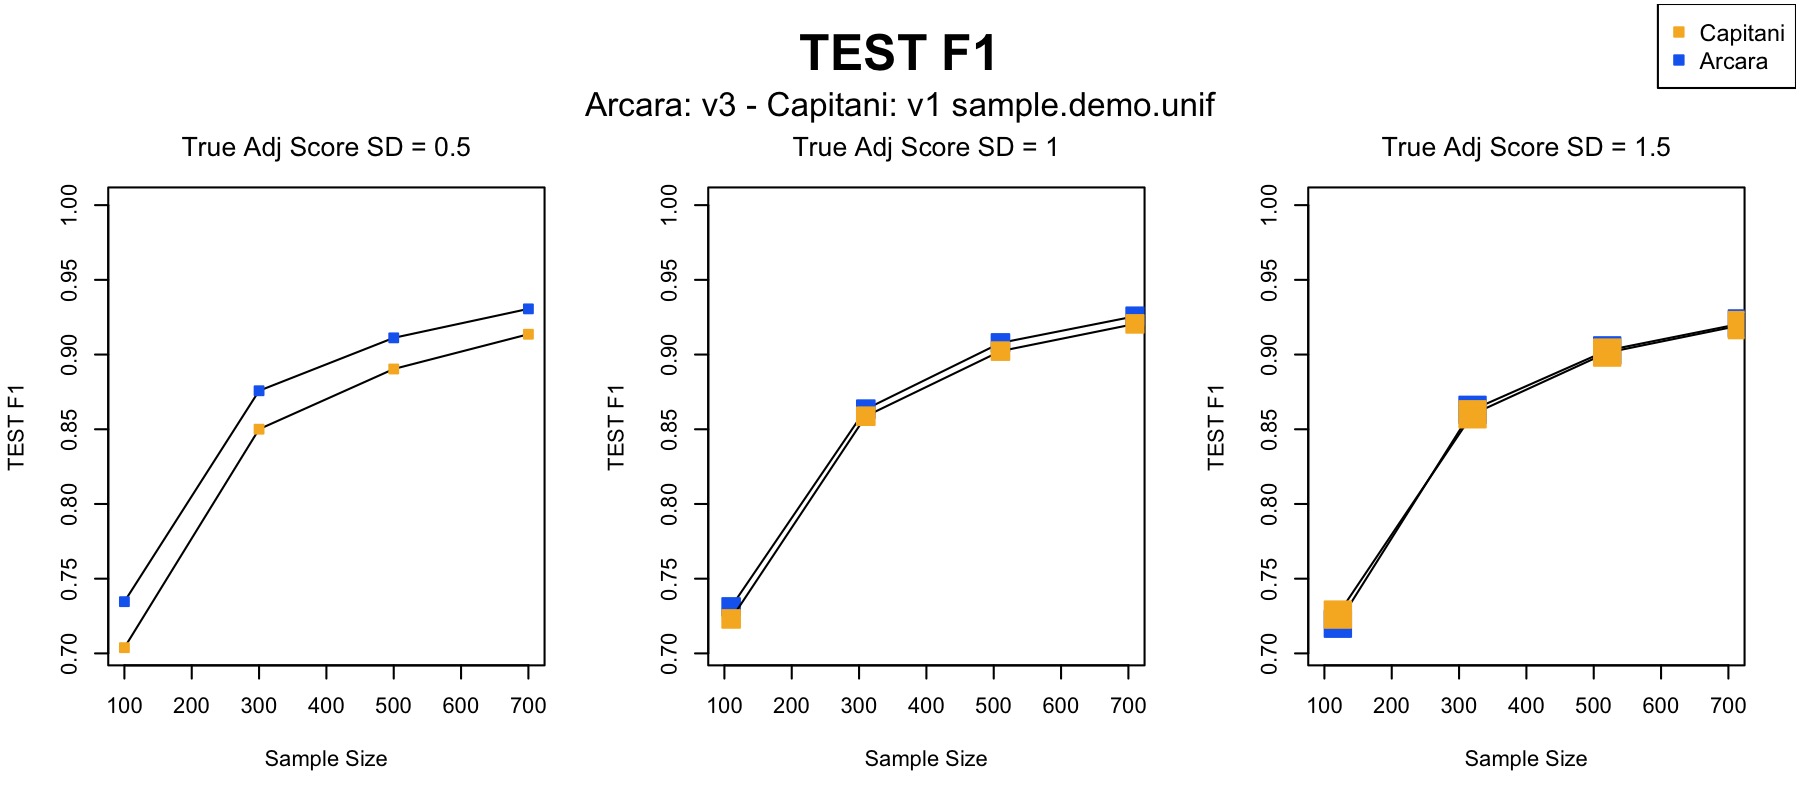 TEST F1
Arcara: v3 - Capitani: v1 sample.demo.unif
Capitani
Arcara
True Adj Score SD = 0.5
TEST F1
1.00
0.95
0.90
0.85
0.80
0.75
0.70
100 200 300 400 500 600 700
Sample Size
True Adj Score SD = 1
TEST F1
1.00
0.95
0.90
0.85
0.80
0.75
0.70
100 200 300 400 500 600 700
Sample Size
True Adj Score SD = 1.5
TEST F1
1.00
0.95
0.90
0.85
0.80
0.75
0.70
100 200 300 400 500 600 700
Sample Size